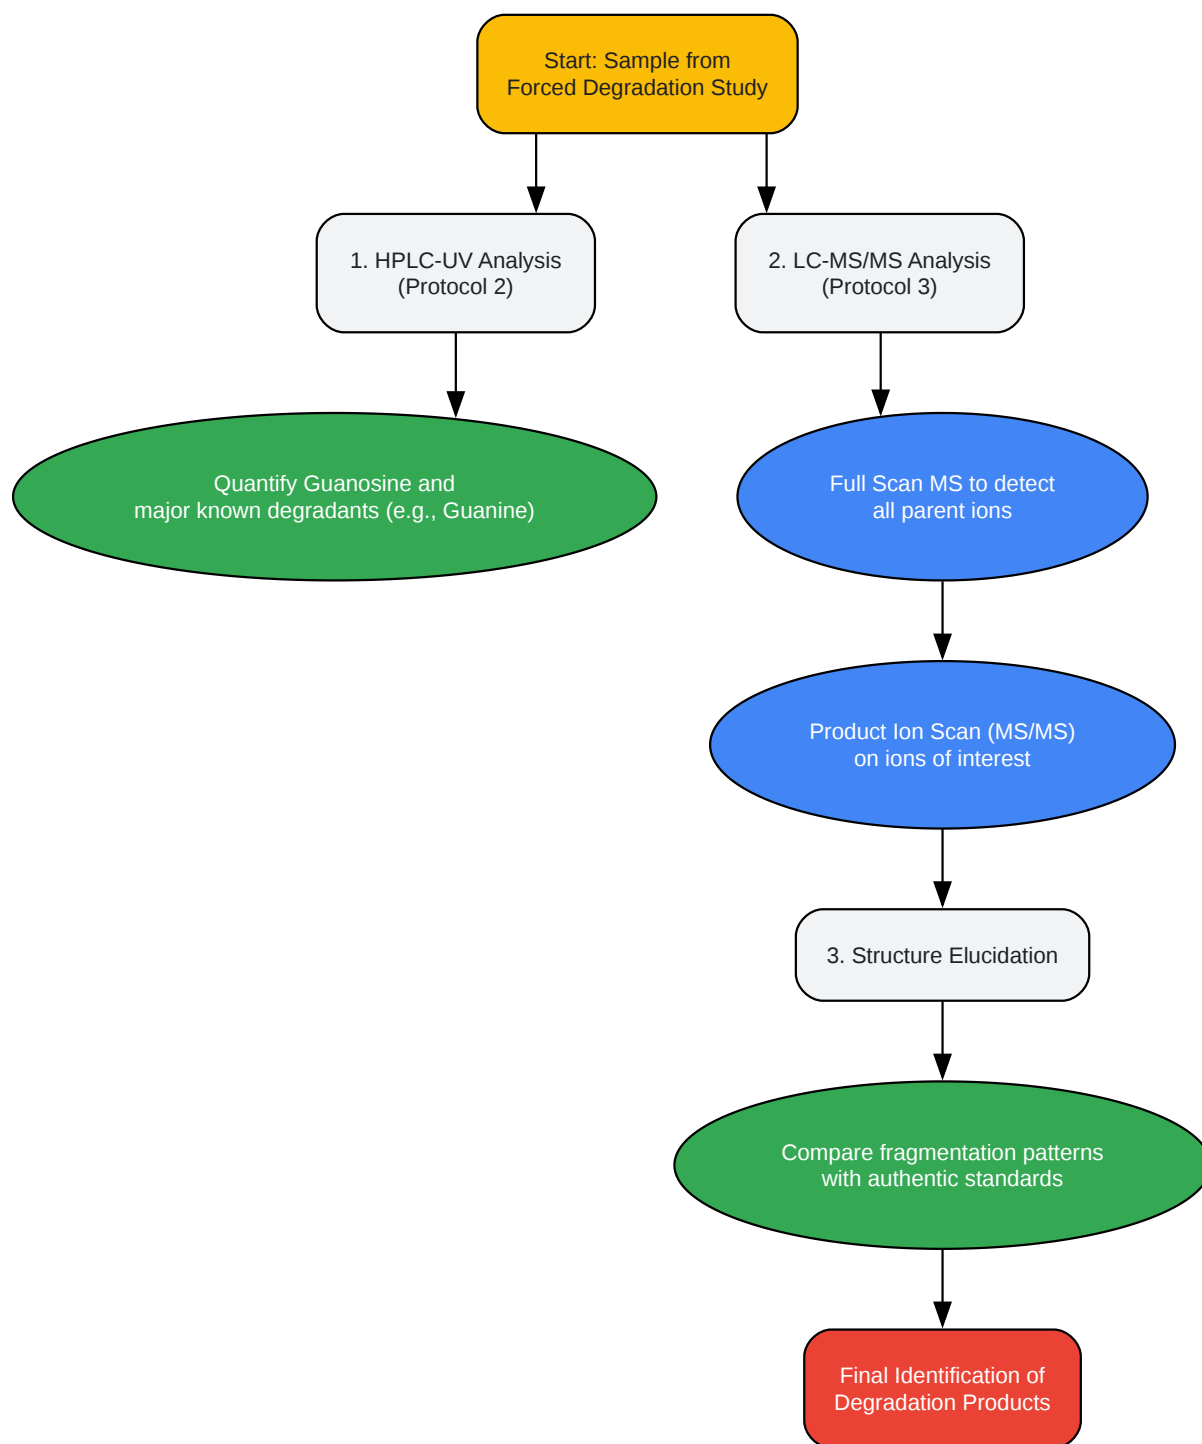 Start: Sample from
Forced Degradation Study
1. HPLC-UV Analysis
(Protocol 2)
2. LC-MS/MS Analysis
(Protocol 3)
Quantify Guanosine and
major known degradants (e.g., Guanine)
Full Scan MS to detect
all parent ions
Product Ion Scan (MS/MS)
on ions of interest
3. Structure Elucidation
Compare fragmentation patterns
with authentic standards
Final Identification of
Degradation Products